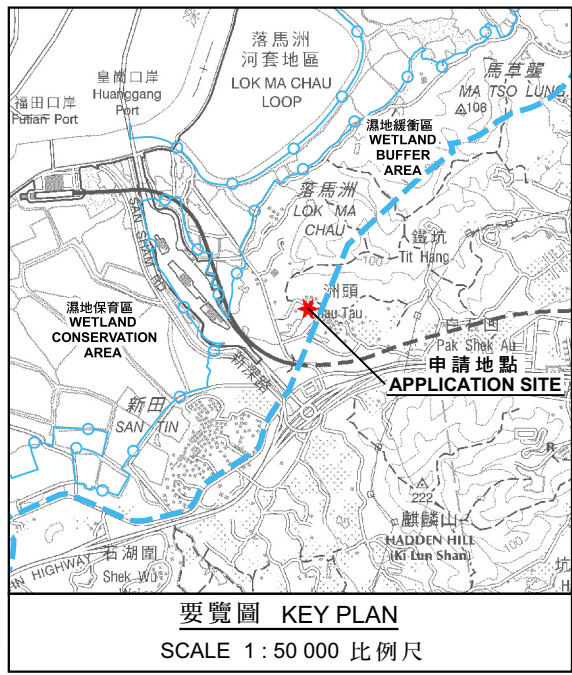 落馬洲
河套地區
LOK MA CHAU
LOOP
皇崗口岸
Huanggang
Port
福田口岸
Futian Port
馬草壟
MA TSO LUNG
108
濕地緩衝區
WETLAND
BUFFER
AREA
落馬洲
LOK MA
CHAU
SAN SHAM RD
鐵坑
Tit Hang
100
洲頭
Chau Tau
濕地保育區
WETLAND
CONSERVATION
AREA
Pak Shek Au
申請地點
APPLICATION SITE
新深路
新田
SAN TIN
222
麒麟山
HADDEN HILL
(Ki Lun Shan)
100
R
HIGHWAY
石湖圍
Shek Wu
坑
要覽圖 KEY PLAN
SCALE 1 : 50 000 比例尺